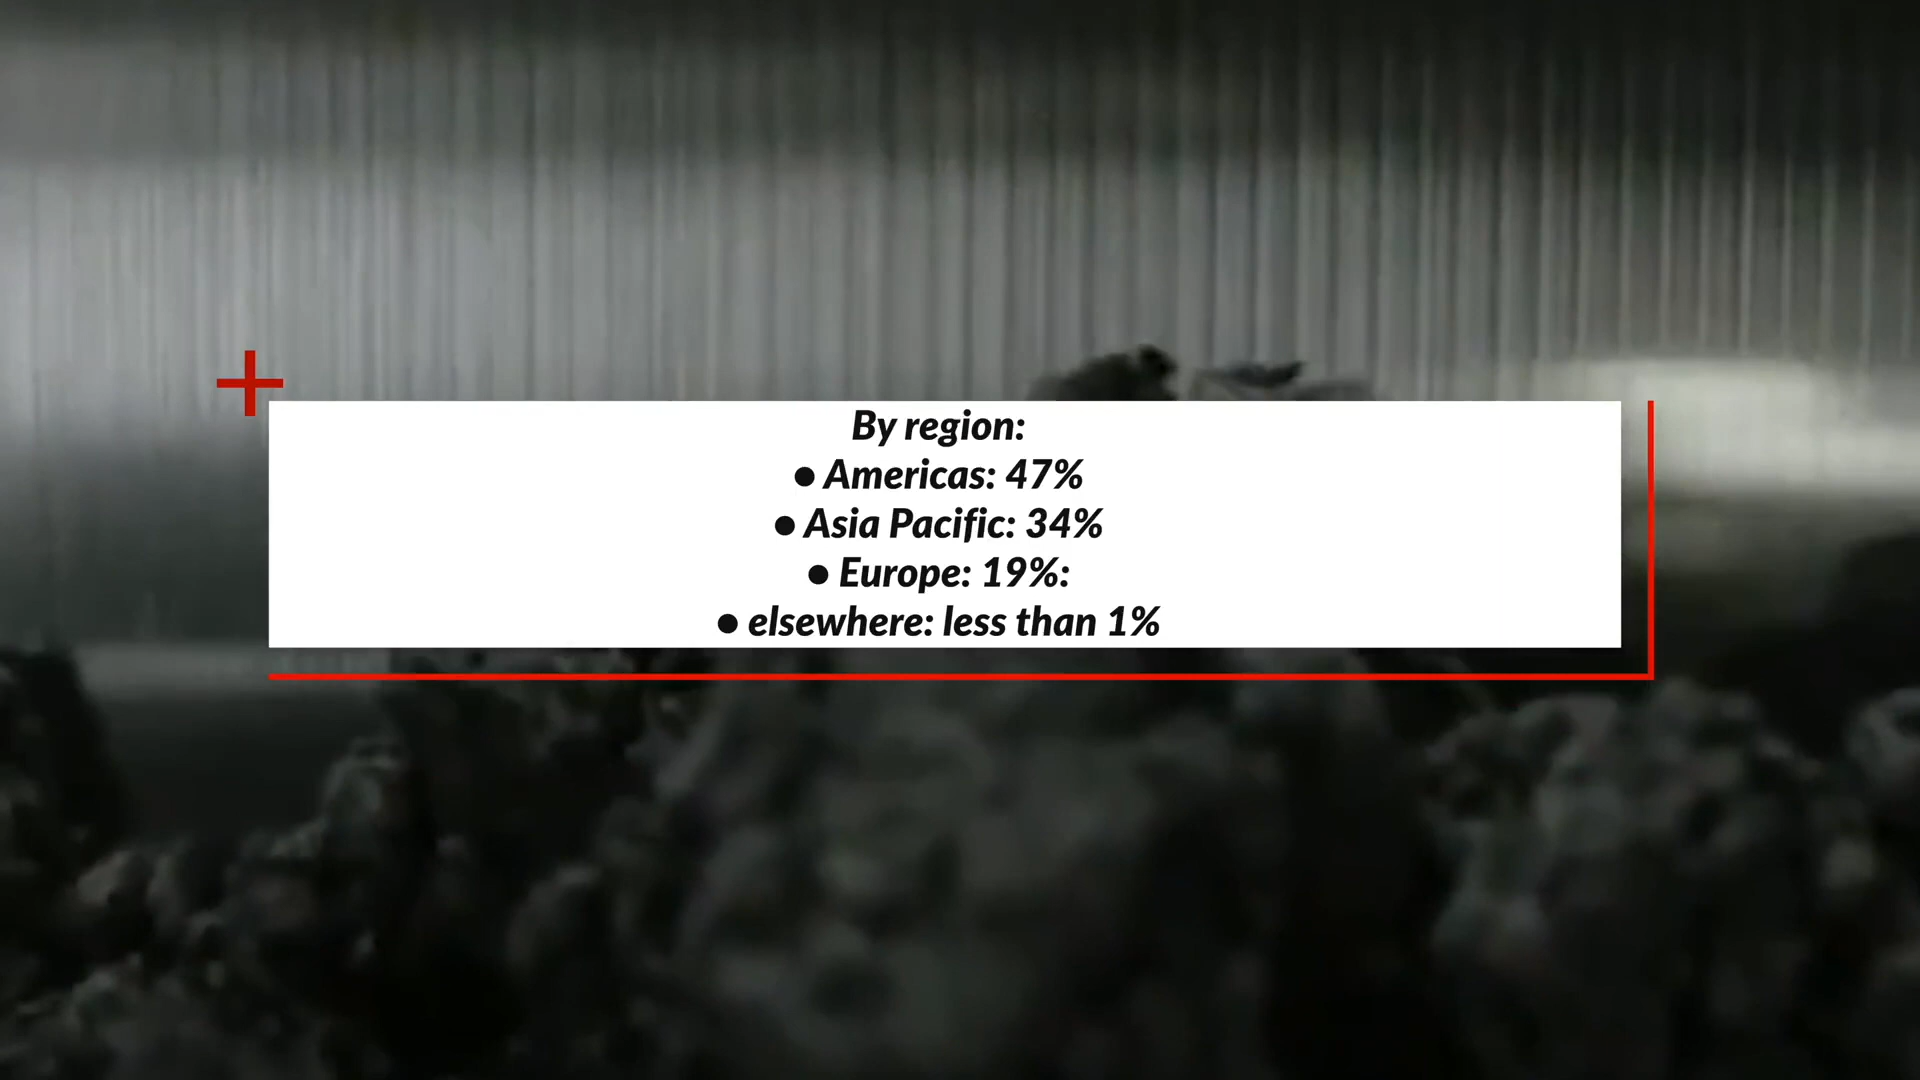 By region:
● Americas: 47%
● Asia Pacific: 34%
● Europe: 19%:
● elsewhere: less than 1%